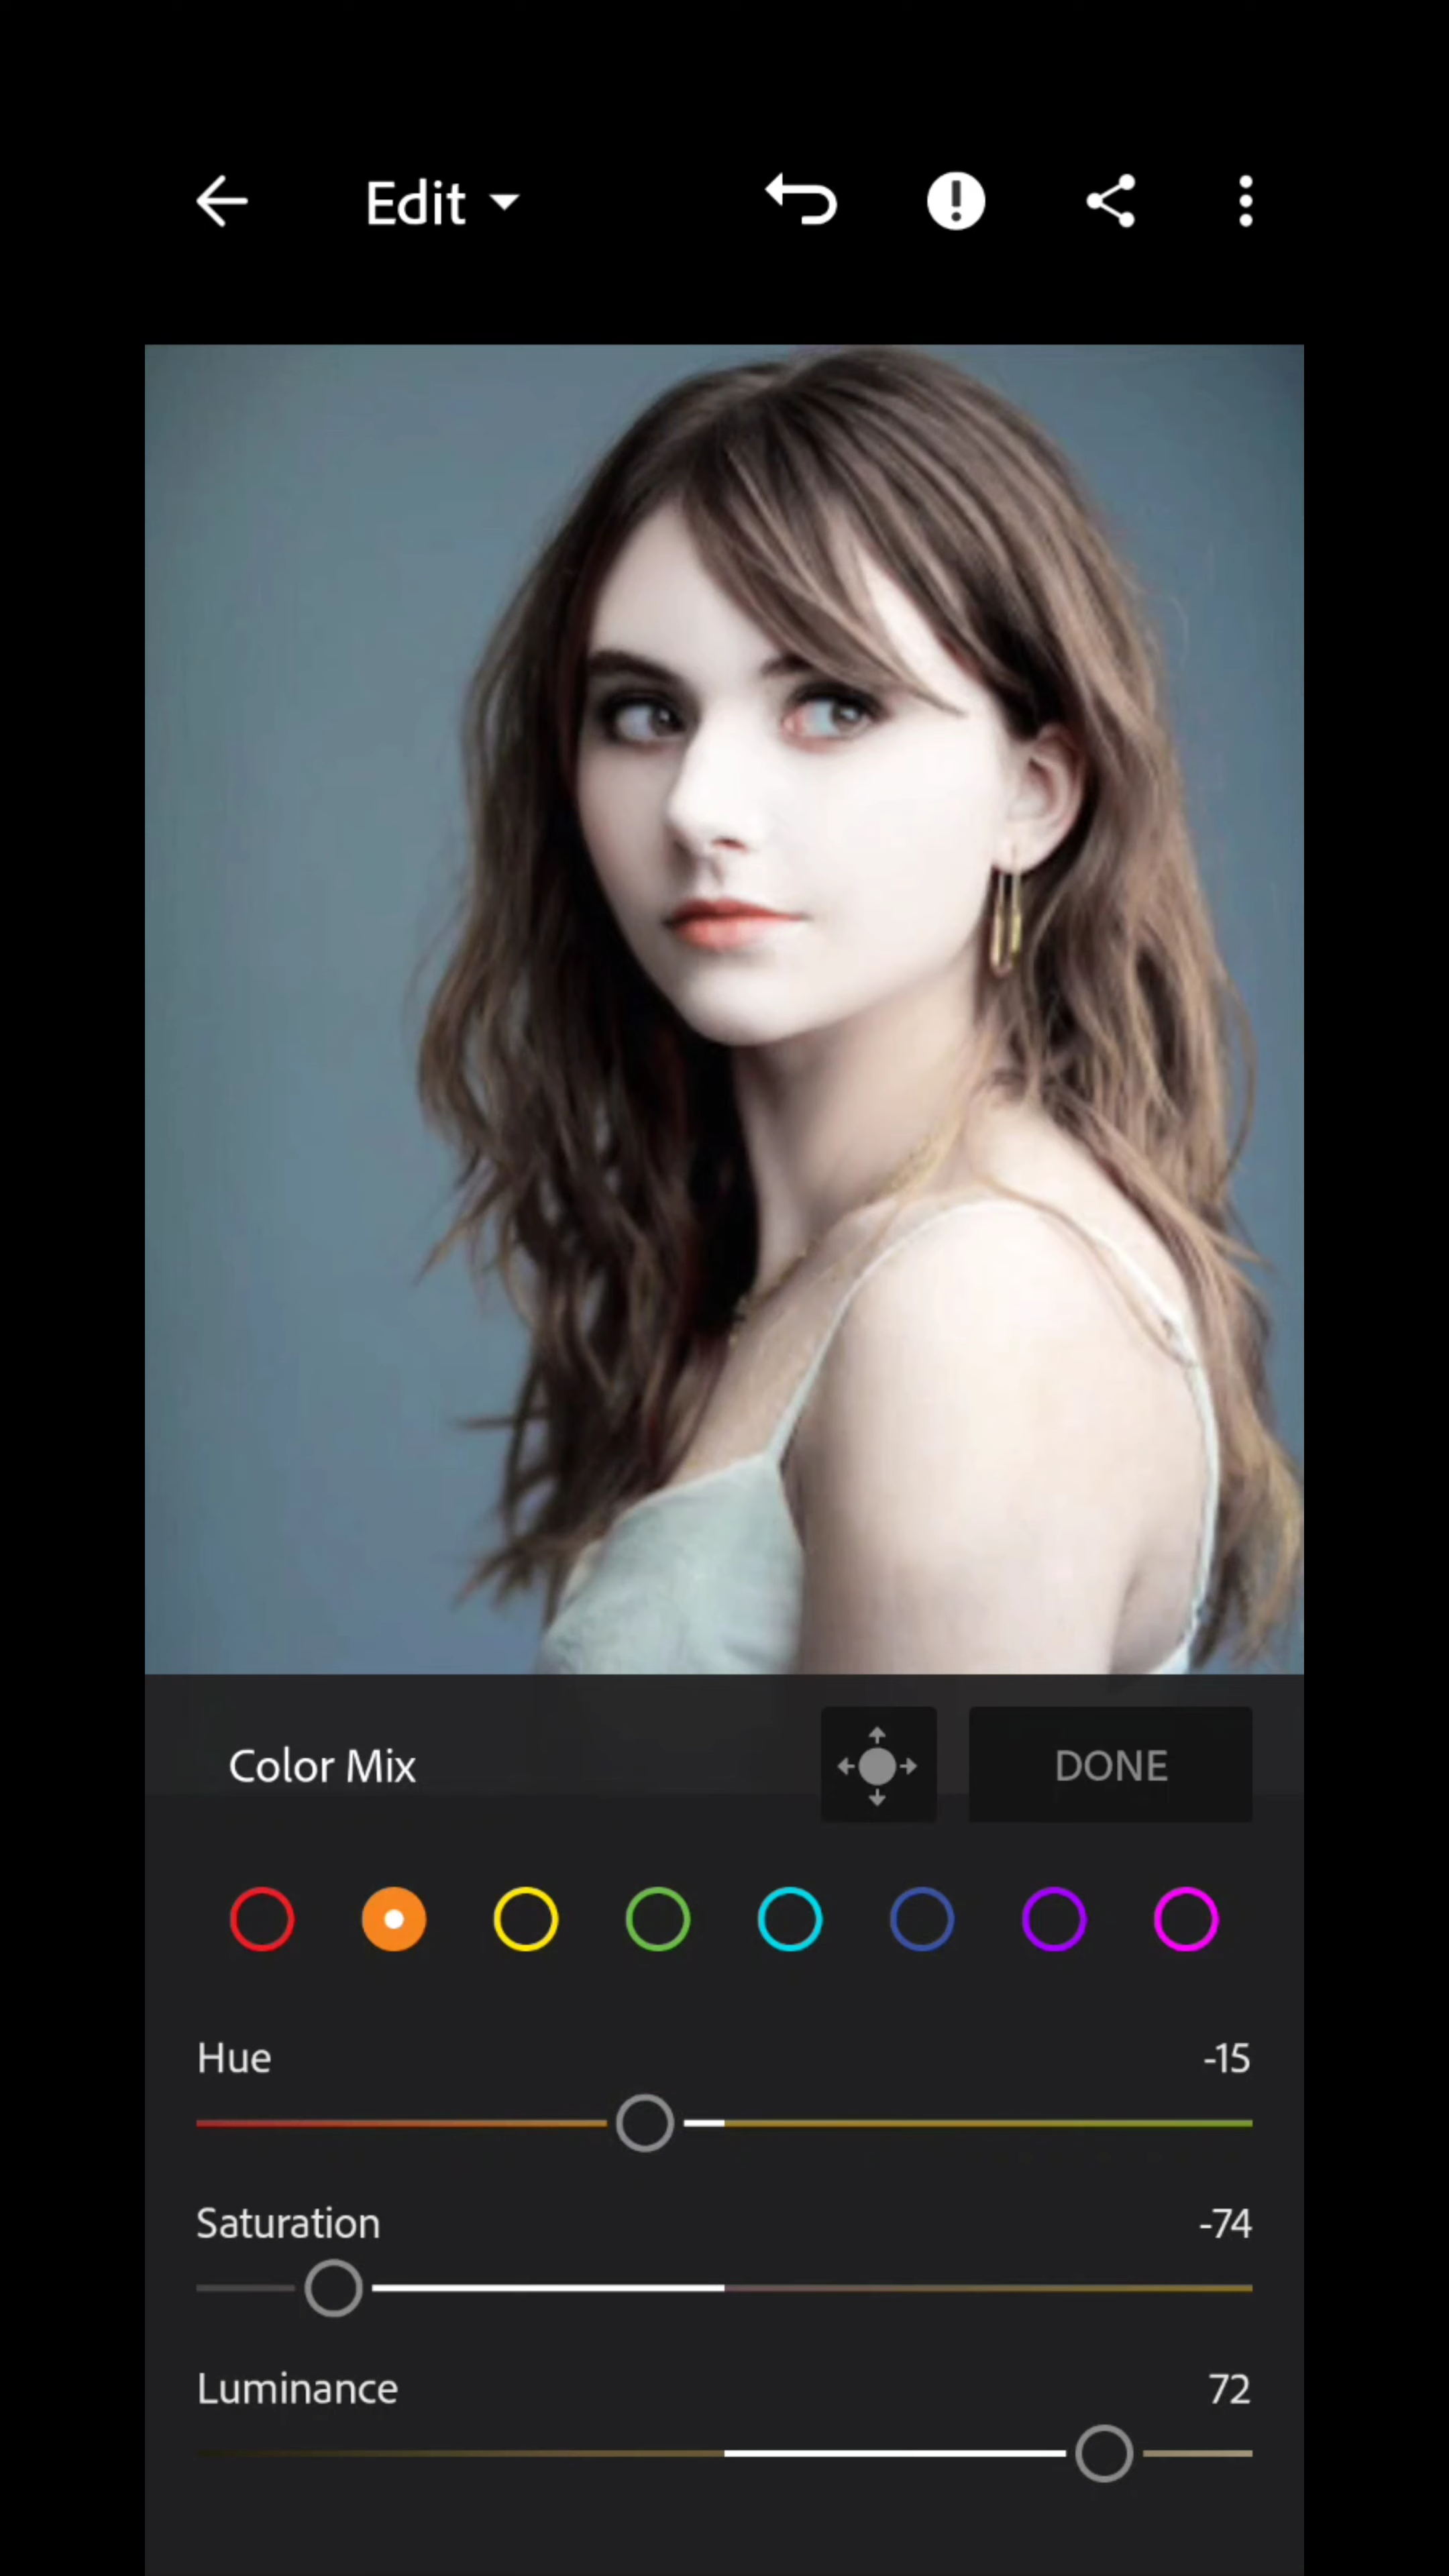 Edit
Color Mix
DONE
Hue
-15
Saturation
-74
Luminance
72